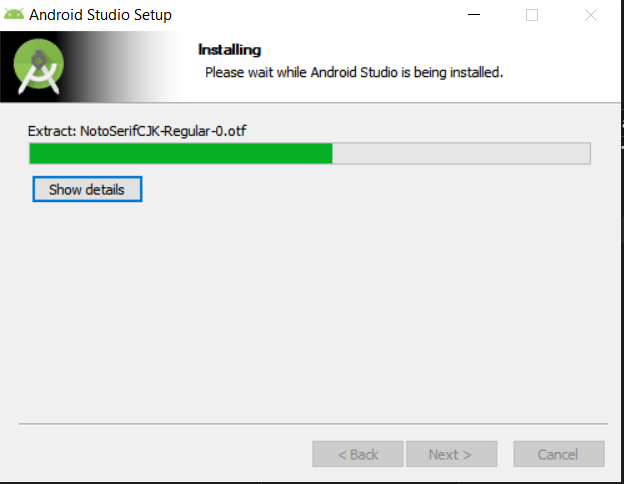 Android Studio Setup
Installing
Please wait while Android Studio is being installed.
Extract: NotoSerifCJK-Regular-0.otf
Show details
< Back
Next >
Cancel